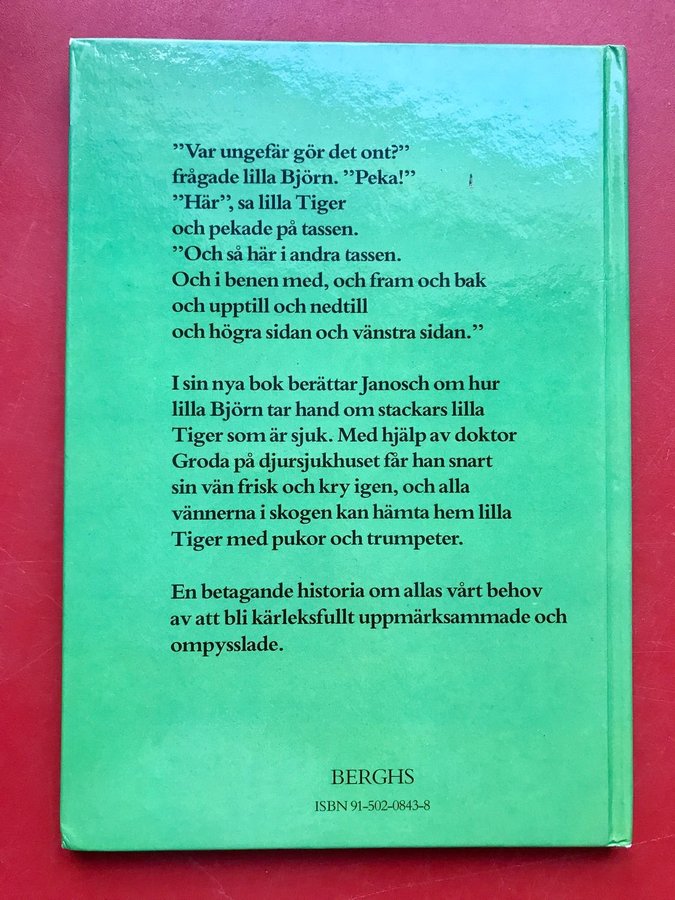 ”Var ungefär gör det ont?”
frågade lilla Björn. ”Peka!”
”Här”, sa lilla Tiger
och pekade på tassen.
”Och så här i andra tassen.
Och i benen med, och fram och bak
och upptill och nedtill
och högra sidan och vänstra sidan.”
I sin nya bok berättar Janosch om hur
lilla Björn tar hand om stackars lilla
Tiger som är sjuk. Med hjälp av doktor
Groda på djursjukhuset får han snart
sin vän frisk och kry igen, och alla
vännerna i skogen kan hämta hem lilla
Tiger med pukor och trumpeter.
En betagande historia om allas vårt behov
av att bli kärleksfullt uppmärksammade och
ompysslade.
BERGHS
ISBN 91-502-0843-8